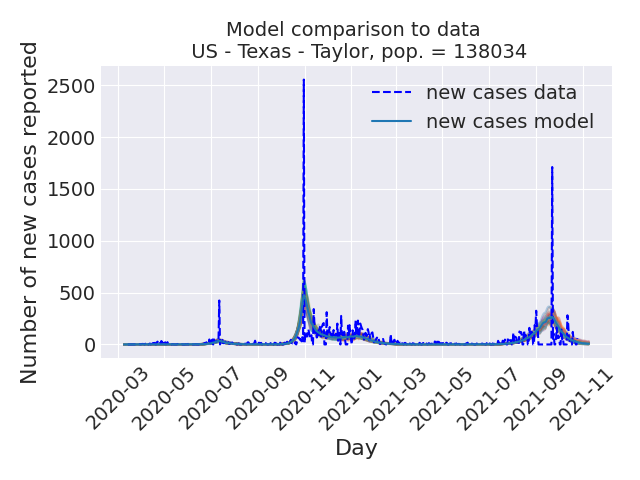 Model comparison to data
US - Texas - Taylor, pop. = 138034
Number of new cases reported
2500
2000
1500
1000
500
0
new cases data
new cases model
2020-03
2020-05
2020-07
2020-09
2020-11
2021-01
2021-03
2021-05
2021-07
2021-09
2021-11
Day